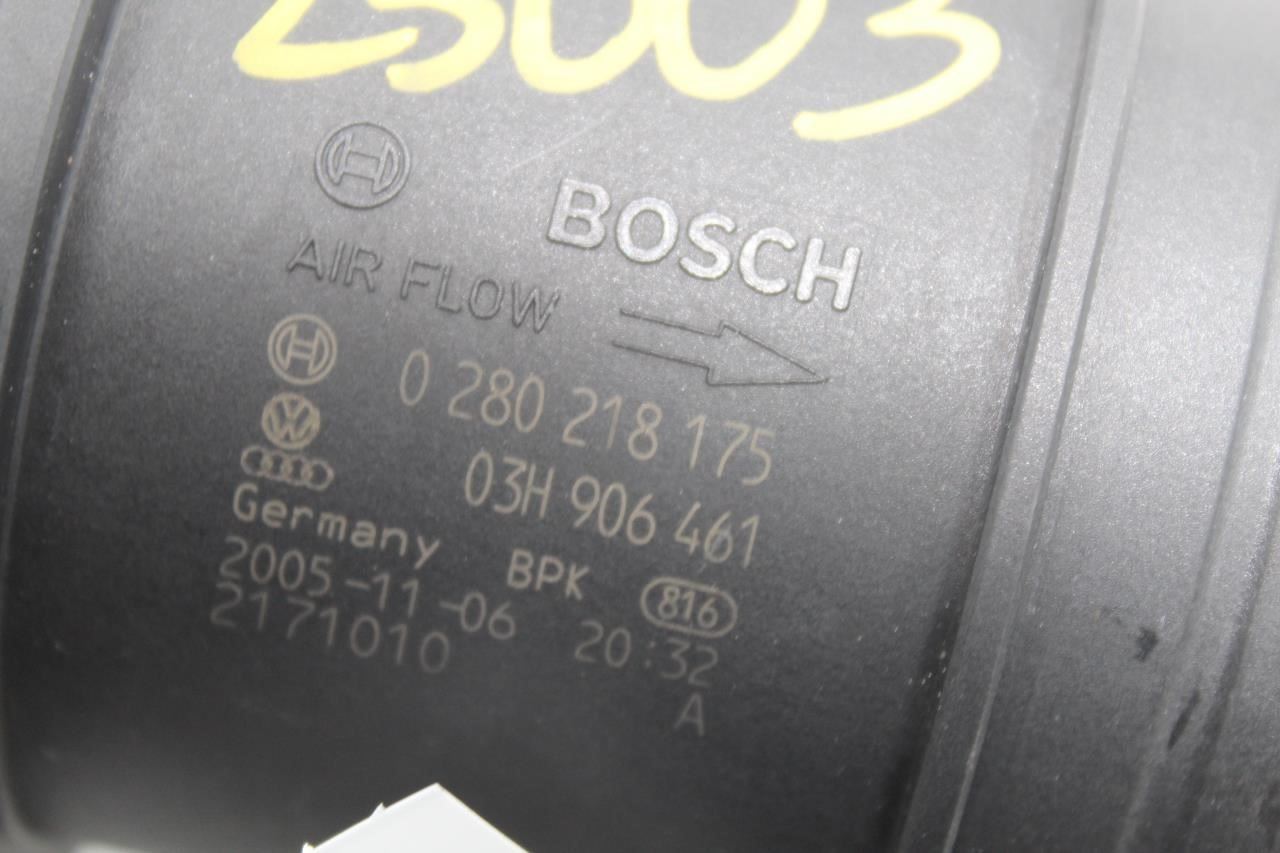 25003
BOSCH
AIR FLOW
0 280 218 175
03H 906 461
Germany BPK 816
2005-11-06 20:32
2171010 A